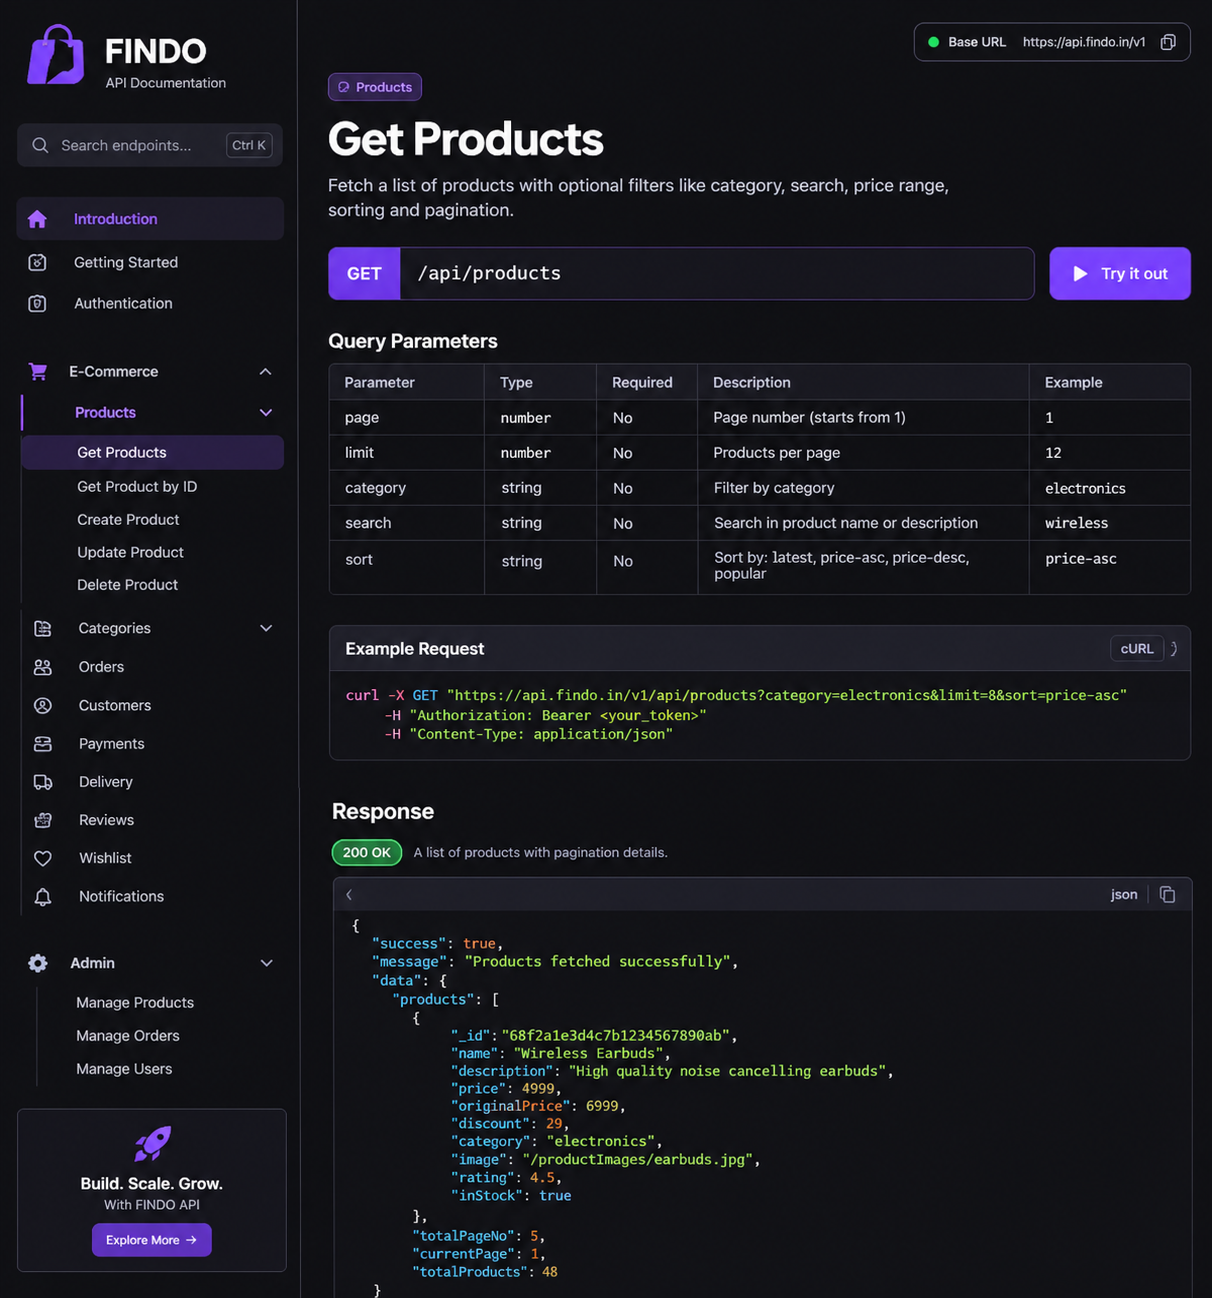 FINDO
API Documentation
Search endpoints...
Ctrl K
Introduction
Getting Started
Authentication
E-Commerce
Products
Get Products
Get Product by ID
Create Product
Update Product
Delete Product
Categories
Orders
Customers
Payments
Delivery
Reviews
Wishlist
Notifications
Admin
Manage Products
Manage Orders
Manage Users
Build. Scale. Grow.
With FINDO API
Explore More →
Base URL https://api.findo.in/v1
Products
Get Products
Fetch a list of products with optional filters like category, search, price range,
sorting and pagination.
GET /api/products
Try it out
Query Parameters
Parameter Type Required Description Example
page number No Page number (starts from 1) 1
limit number No Products per page 12
category string No Filter by category electronics
search string No Search in product name or description wireless
sort string No Sort by: latest, price-asc, price-desc, price-asc
popular
Example Request
cURL
curl -X GET "https://api.findo.in/v1/api/products?category=electronics&limit=8&sort=price-asc"
-H "Authorization: Bearer <your_token>"
-H "Content-Type: application/json"
Response
200 OK A list of products with pagination details.
json
{
"success": true,
"message": "Products fetched successfully",
"data": {
"products": [
{
"_id": "68f2a1e3d4c7b1234567890ab",
"name": "Wireless Earbuds",
"description": "High quality noise cancelling earbuds",
"price": 4999,
"originalPrice": 6999,
"discount": 29,
"category": "electronics",
"image": "/productImages/earbuds.jpg",
"rating": 4.5,
"inStock": true
},
"totalPageNo": 5,
"currentPage": 1,
"totalProducts": 48
}